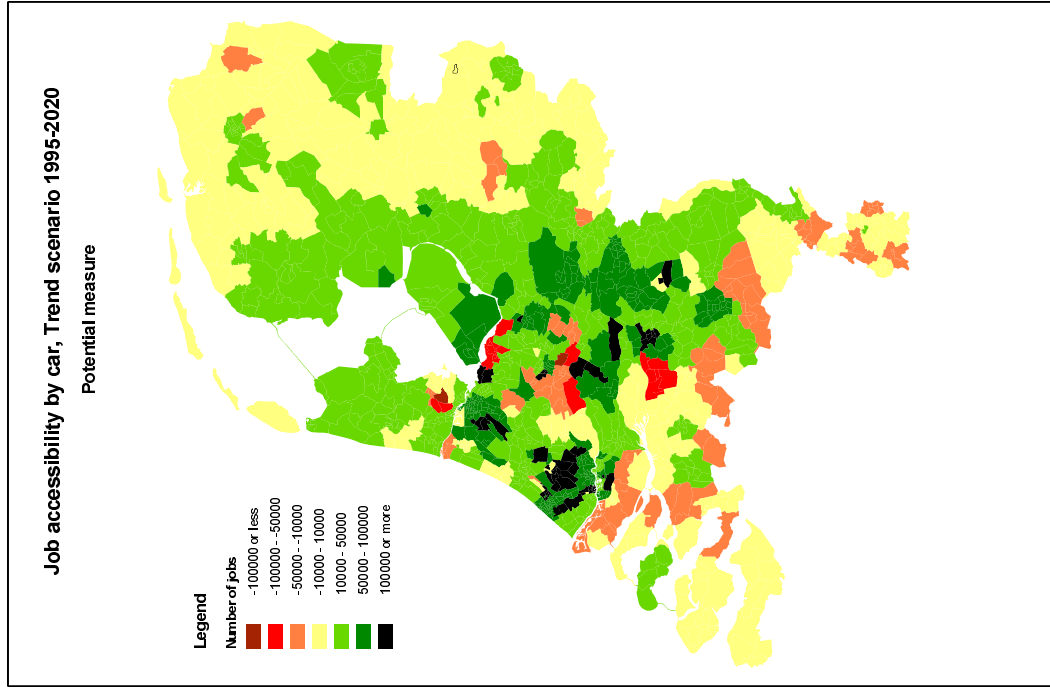 Job accessibility by car, Trend scenario 1995-2020
Potential measure
Legend
Number of jobs
-100000 or less
-100000 - -50000
-50000 - -10000
-10000 - 10000
10000 - 50000
50000 - 100000
100000 or more